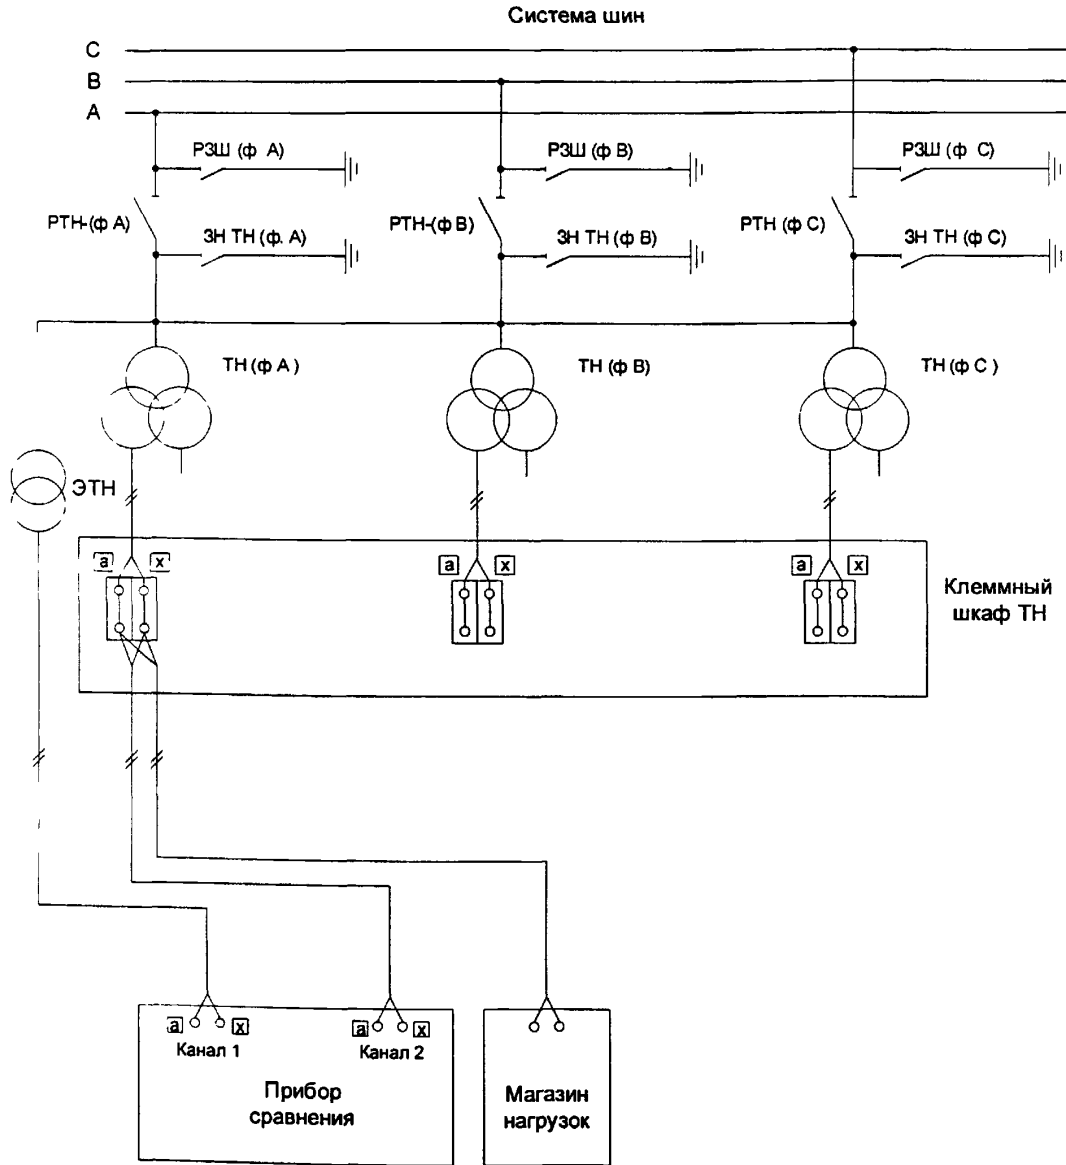 Система шин
C
B
A
РЗШ (ф А)
РЗШ (ф В)
РЗШ (ф С)
РТН-(ф А)
ЗН ТН (ф. А)
РТН-(ф В)
ЗН ТН (ф В)
РТН (ф С)
ЗН ТН (ф С)
ТН (ф А )
ТН (ф В)
ТН (ф С )
ЭТН
a x
a x
a x
Клеммный
шкаф ТН
a x
a x
Канал 1
Канал 2
Прибор
сравнения
Магазин
нагрузок